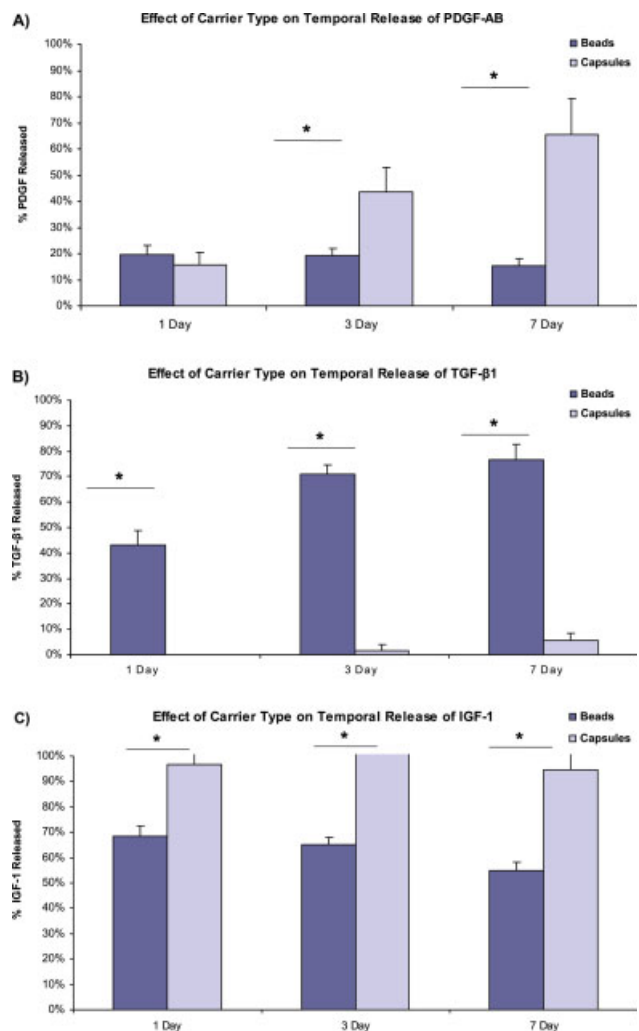 A)
Effect of Carrier Type on Temporal Release of PDGF-AB
Beads
Capsules
% PDGF Released
100%
90%
80%
70%
60%
50%
40%
30%
20%
10%
0%
*
*
1 Day
3 Day
7 Day
B)
Effect of Carrier Type on Temporal Release of TGF-β1
Beads
Capsules
% TGF-β1 Released
100%
90%
80%
70%
60%
50%
40%
30%
20%
10%
0%
*
*
*
1 Day
3 Day
7 Day
C)
Effect of Carrier Type on Temporal Release of IGF-1
Beads
Capsules
% IGF-1 Released
100%
90%
80%
70%
60%
50%
40%
30%
20%
10%
0%
*
*
*
1 Day
3 Day
7 Day